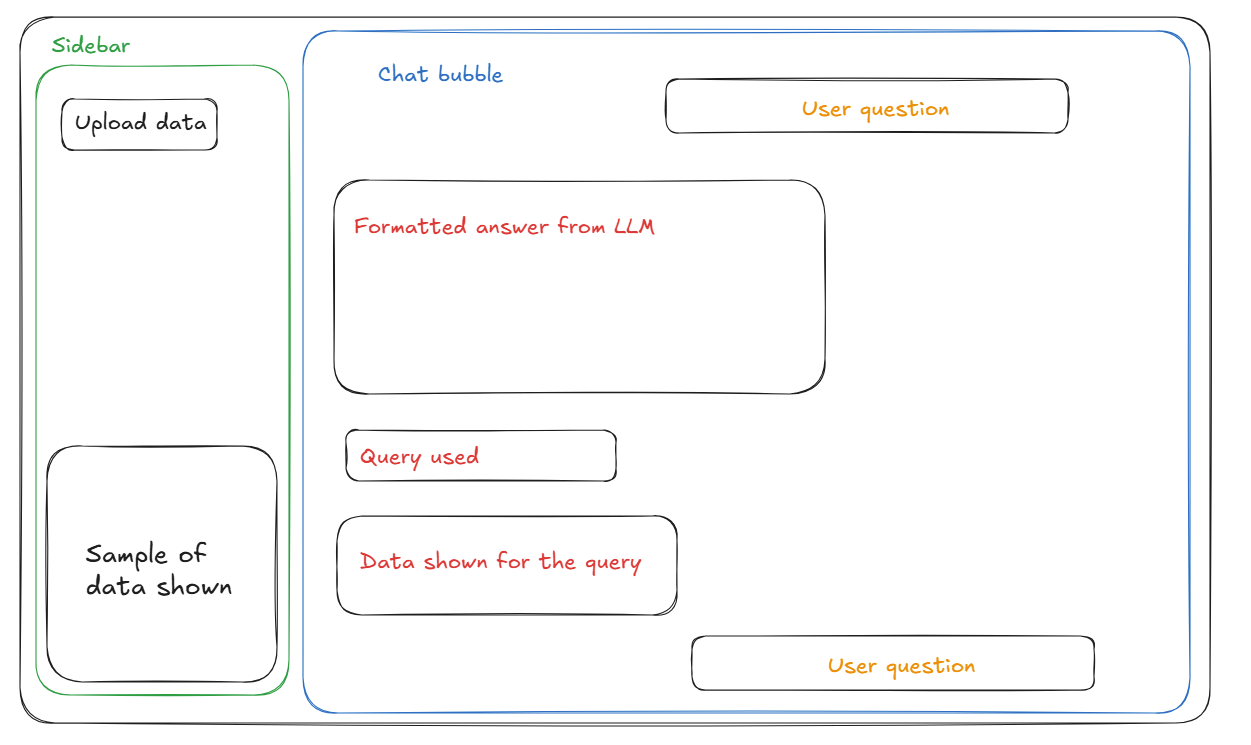 Sidebar
Upload data
Sample of
data shown
Chat bubble
User question
Formatted answer from LLM
Query used
Data shown for the query
User question